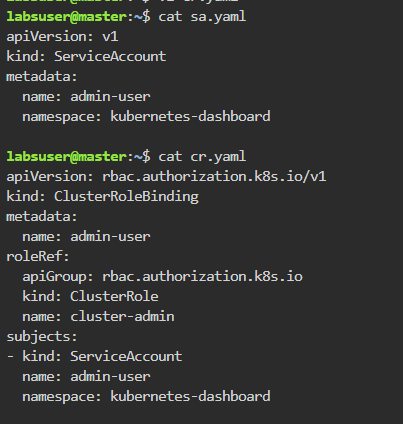 labsuser@master:~$ cat sa.yaml
apiVersion: v1
kind: ServiceAccount
metadata:
  name: admin-user
  namespace: kubernetes-dashboard

labsuser@master:~$ cat cr.yaml
apiVersion: rbac.authorization.k8s.io/v1
kind: ClusterRoleBinding
metadata:
  name: admin-user
roleRef:
  apiGroup: rbac.authorization.k8s.io
  kind: ClusterRole
  name: cluster-admin
subjects:
- kind: ServiceAccount
  name: admin-user
  namespace: kubernetes-dashboard